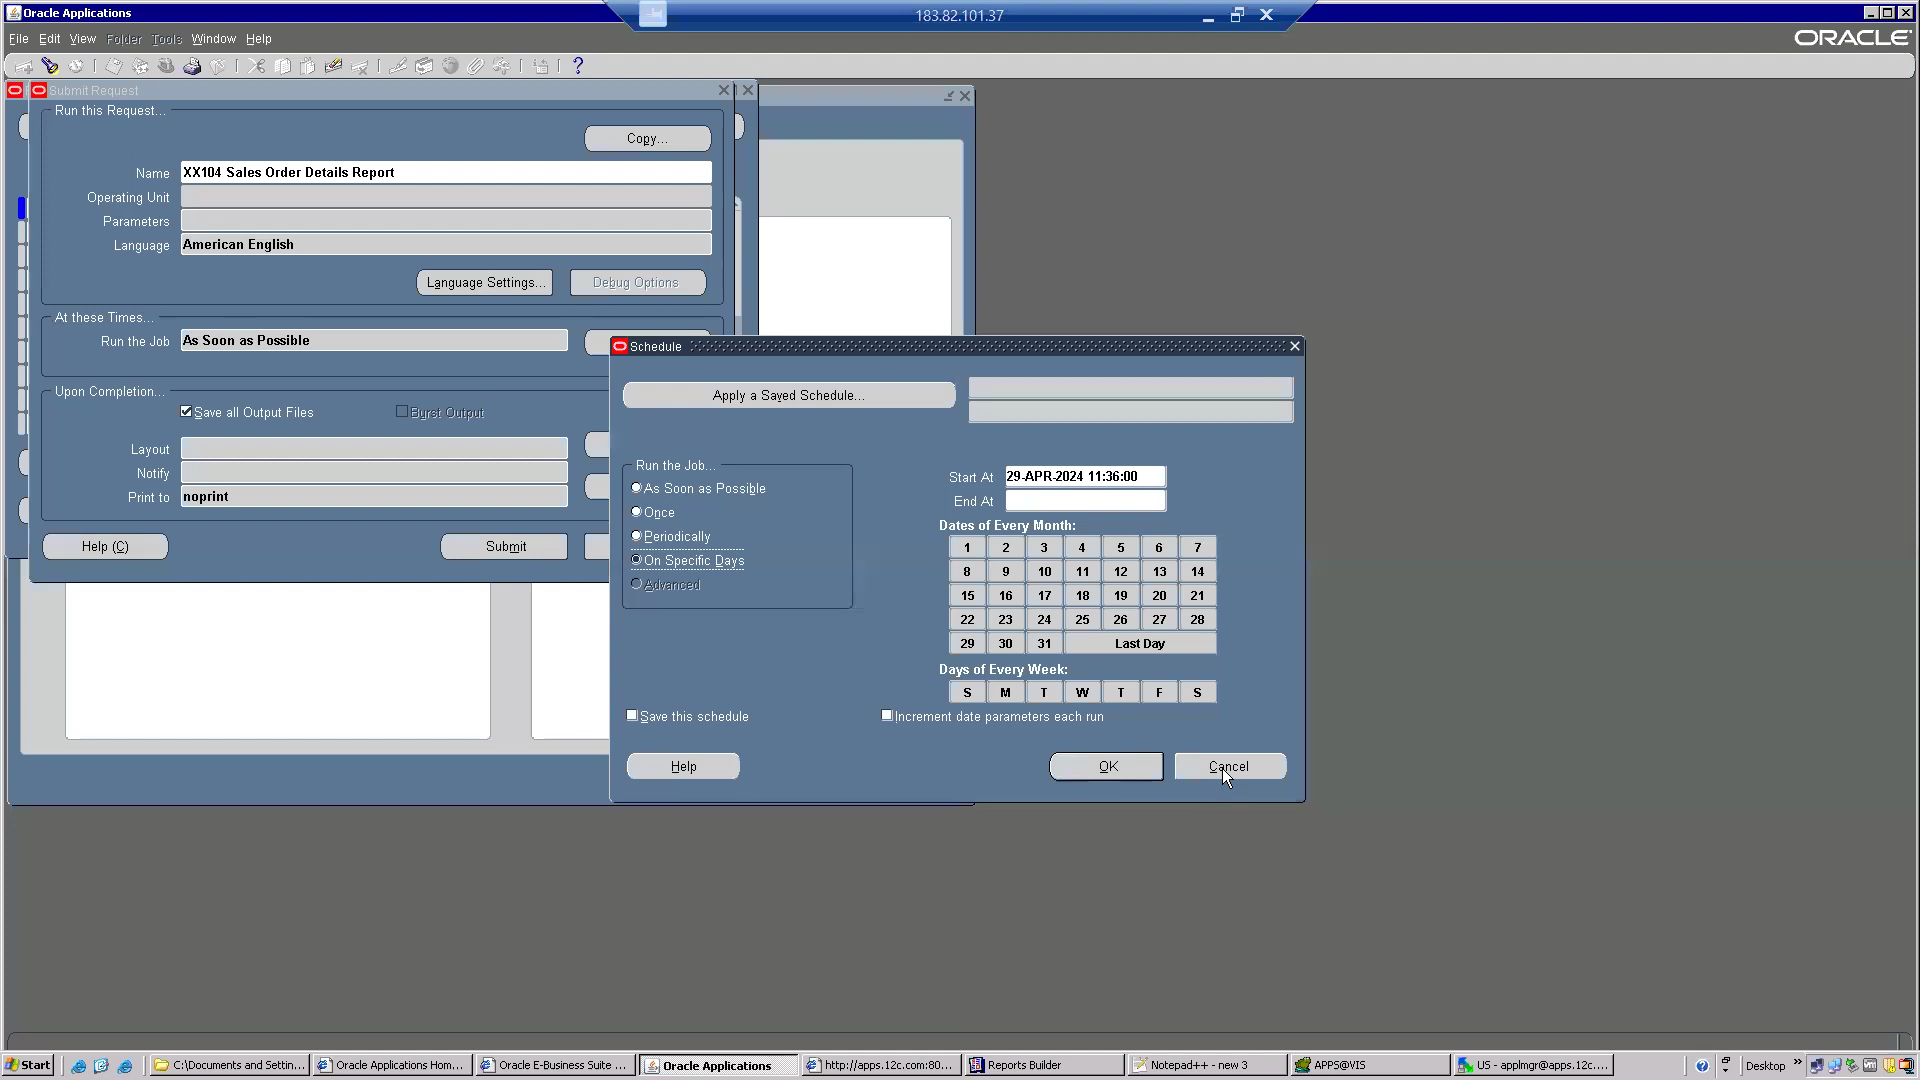 Oracle Applications
183.82.101.37
File Edit View Folder Tools Window Help
ORACLE
Submit Request
Run this Request...
Copy...
Name XX104 Sales Order Details Report
Operating Unit
Parameters
Language American English
Language Settings... Debug Options
At these Times...
Run the Job As Soon as Possible
Upon Completion...
Save all Output Files Burst Output
Layout
Notify
Print to noprint
Help (C) Submit
Schedule
Apply a Saved Schedule...
Run the Job...
As Soon as Possible
Once
Periodically
On Specific Days
Advanced
Start At 29-APR-2024 11:36:00
End At
Dates of Every Month:
1 2 3 4 5 6 7
8 9 10 11 12 13 14
15 16 17 18 19 20 21
22 23 24 25 26 27 28
29 30 31 Last Day
Days of Every Week:
S M T W T F S
Save this schedule Increment date parameters each run
Help OK Cancel
Start C:\Documents and Settin... Oracle Applications Hom... Oracle E-Business Suite ... Oracle Applications http://apps.12c.com:80... Reports Builder Notepad++ - new 3 APPS@VIS US - applmgr@apps.12c.... Desktop